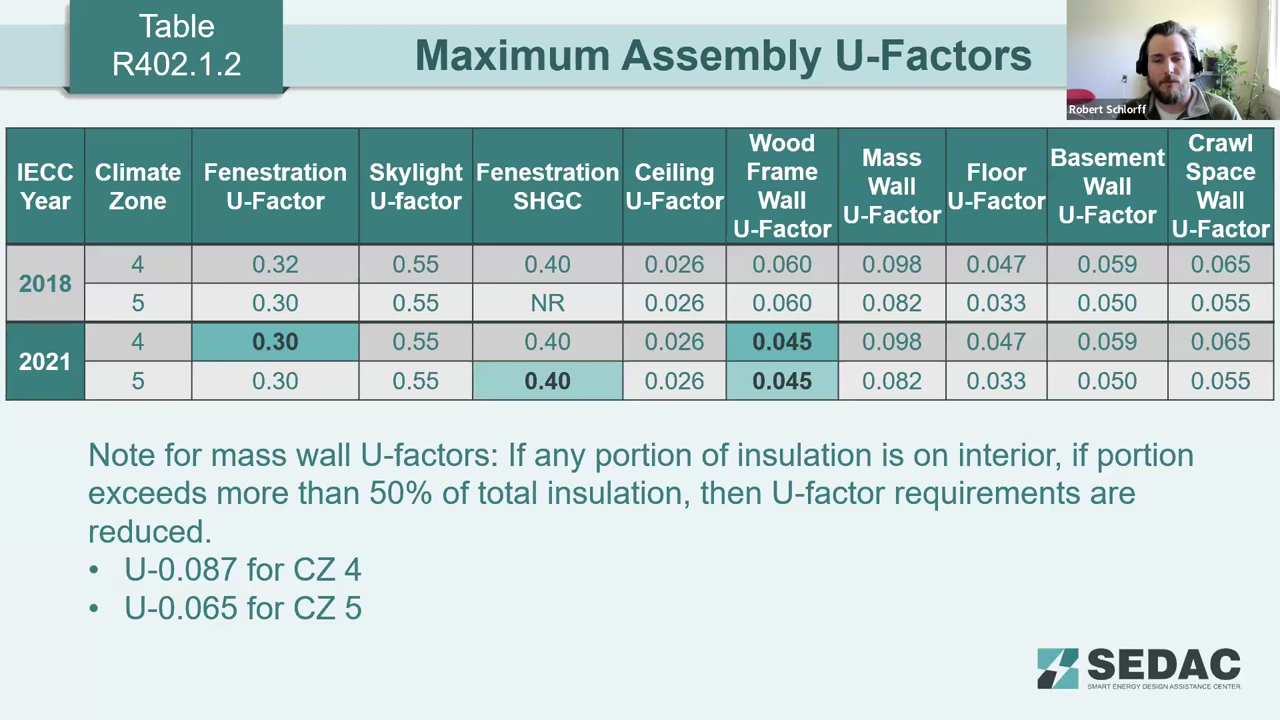 Table
R402.1.2
Maximum Assembly U-Factors
Robert Schlorff
IECC Year | Climate Zone | Fenestration U-Factor | Skylight U-factor | Fenestration SHGC | Ceiling U-Factor | Wood Frame Wall U-Factor | Mass Wall U-Factor | Floor U-Factor | Basement Wall U-Factor | Crawl Space Wall U-Factor
2018 | 4 | 0.32 | 0.55 | 0.40 | 0.026 | 0.060 | 0.098 | 0.047 | 0.059 | 0.065
5 | 0.30 | 0.55 | NR | 0.026 | 0.060 | 0.082 | 0.033 | 0.050 | 0.055
2021 | 4 | 0.30 | 0.55 | 0.40 | 0.026 | 0.045 | 0.098 | 0.047 | 0.059 | 0.065
5 | 0.30 | 0.55 | 0.40 | 0.026 | 0.045 | 0.082 | 0.033 | 0.050 | 0.055
Note for mass wall U-factors: If any portion of insulation is on interior, if portion
exceeds more than 50% of total insulation, then U-factor requirements are
reduced.
• U-0.087 for CZ 4
• U-0.065 for CZ 5
SEDAC
SMART ENERGY DESIGN ASSISTANCE CENTER